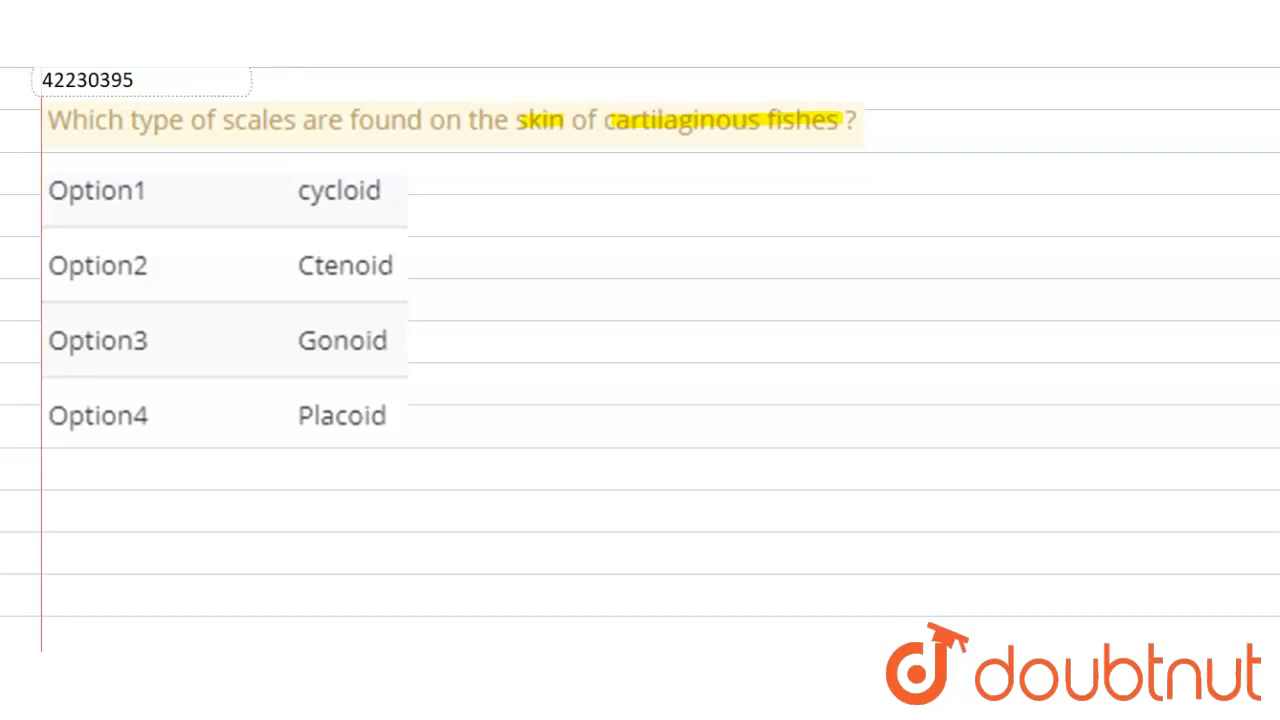 42230395
Which type of scales are found on the skin of cartilaginous fishes ?
Option1 cycloid
Option2 Ctenoid
Option3 Gonoid
Option4 Placoid
doubtnut